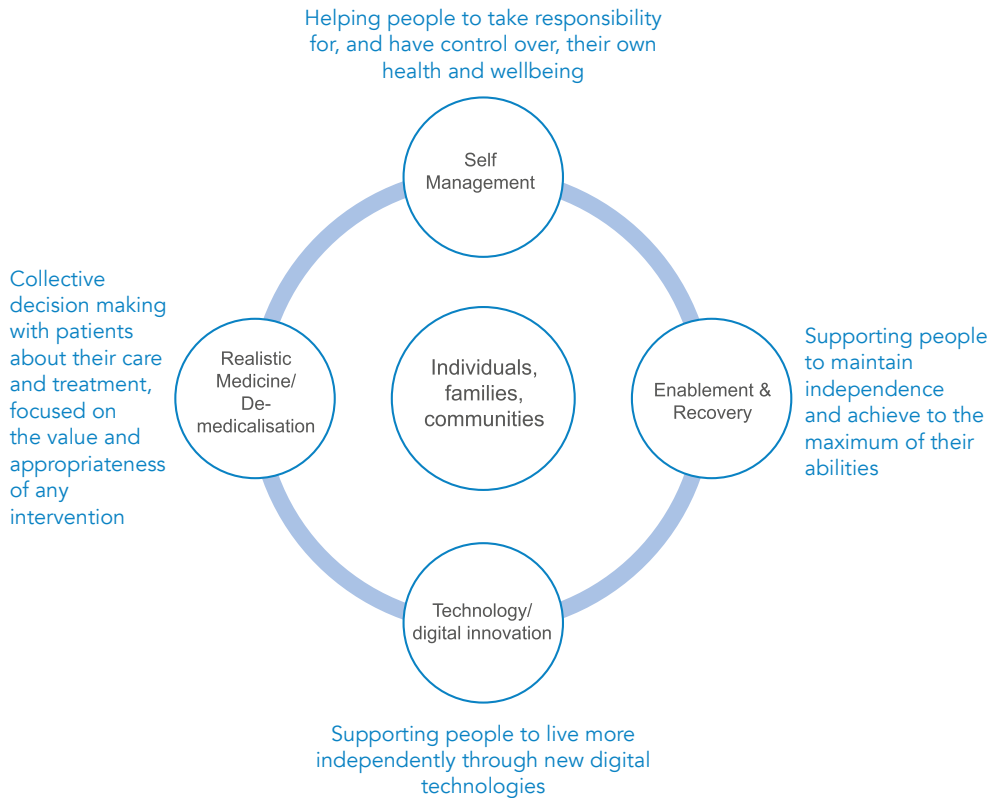 Helping people to take responsibility
for, and have control over, their own
health and wellbeing
Self
Management
Collective
decision making
with patients
about their care
and treatment,
focused on
the value and
appropriateness
of any
intervention
Realistic
Medicine/
De-
medicalisation
Individuals,
families,
communities
Enablement &
Recovery
Supporting people
to maintain
independence
and achieve to the
maximum of their
abilities
Technology/
digital innovation
Supporting people to live more
independently through new digital
technologies